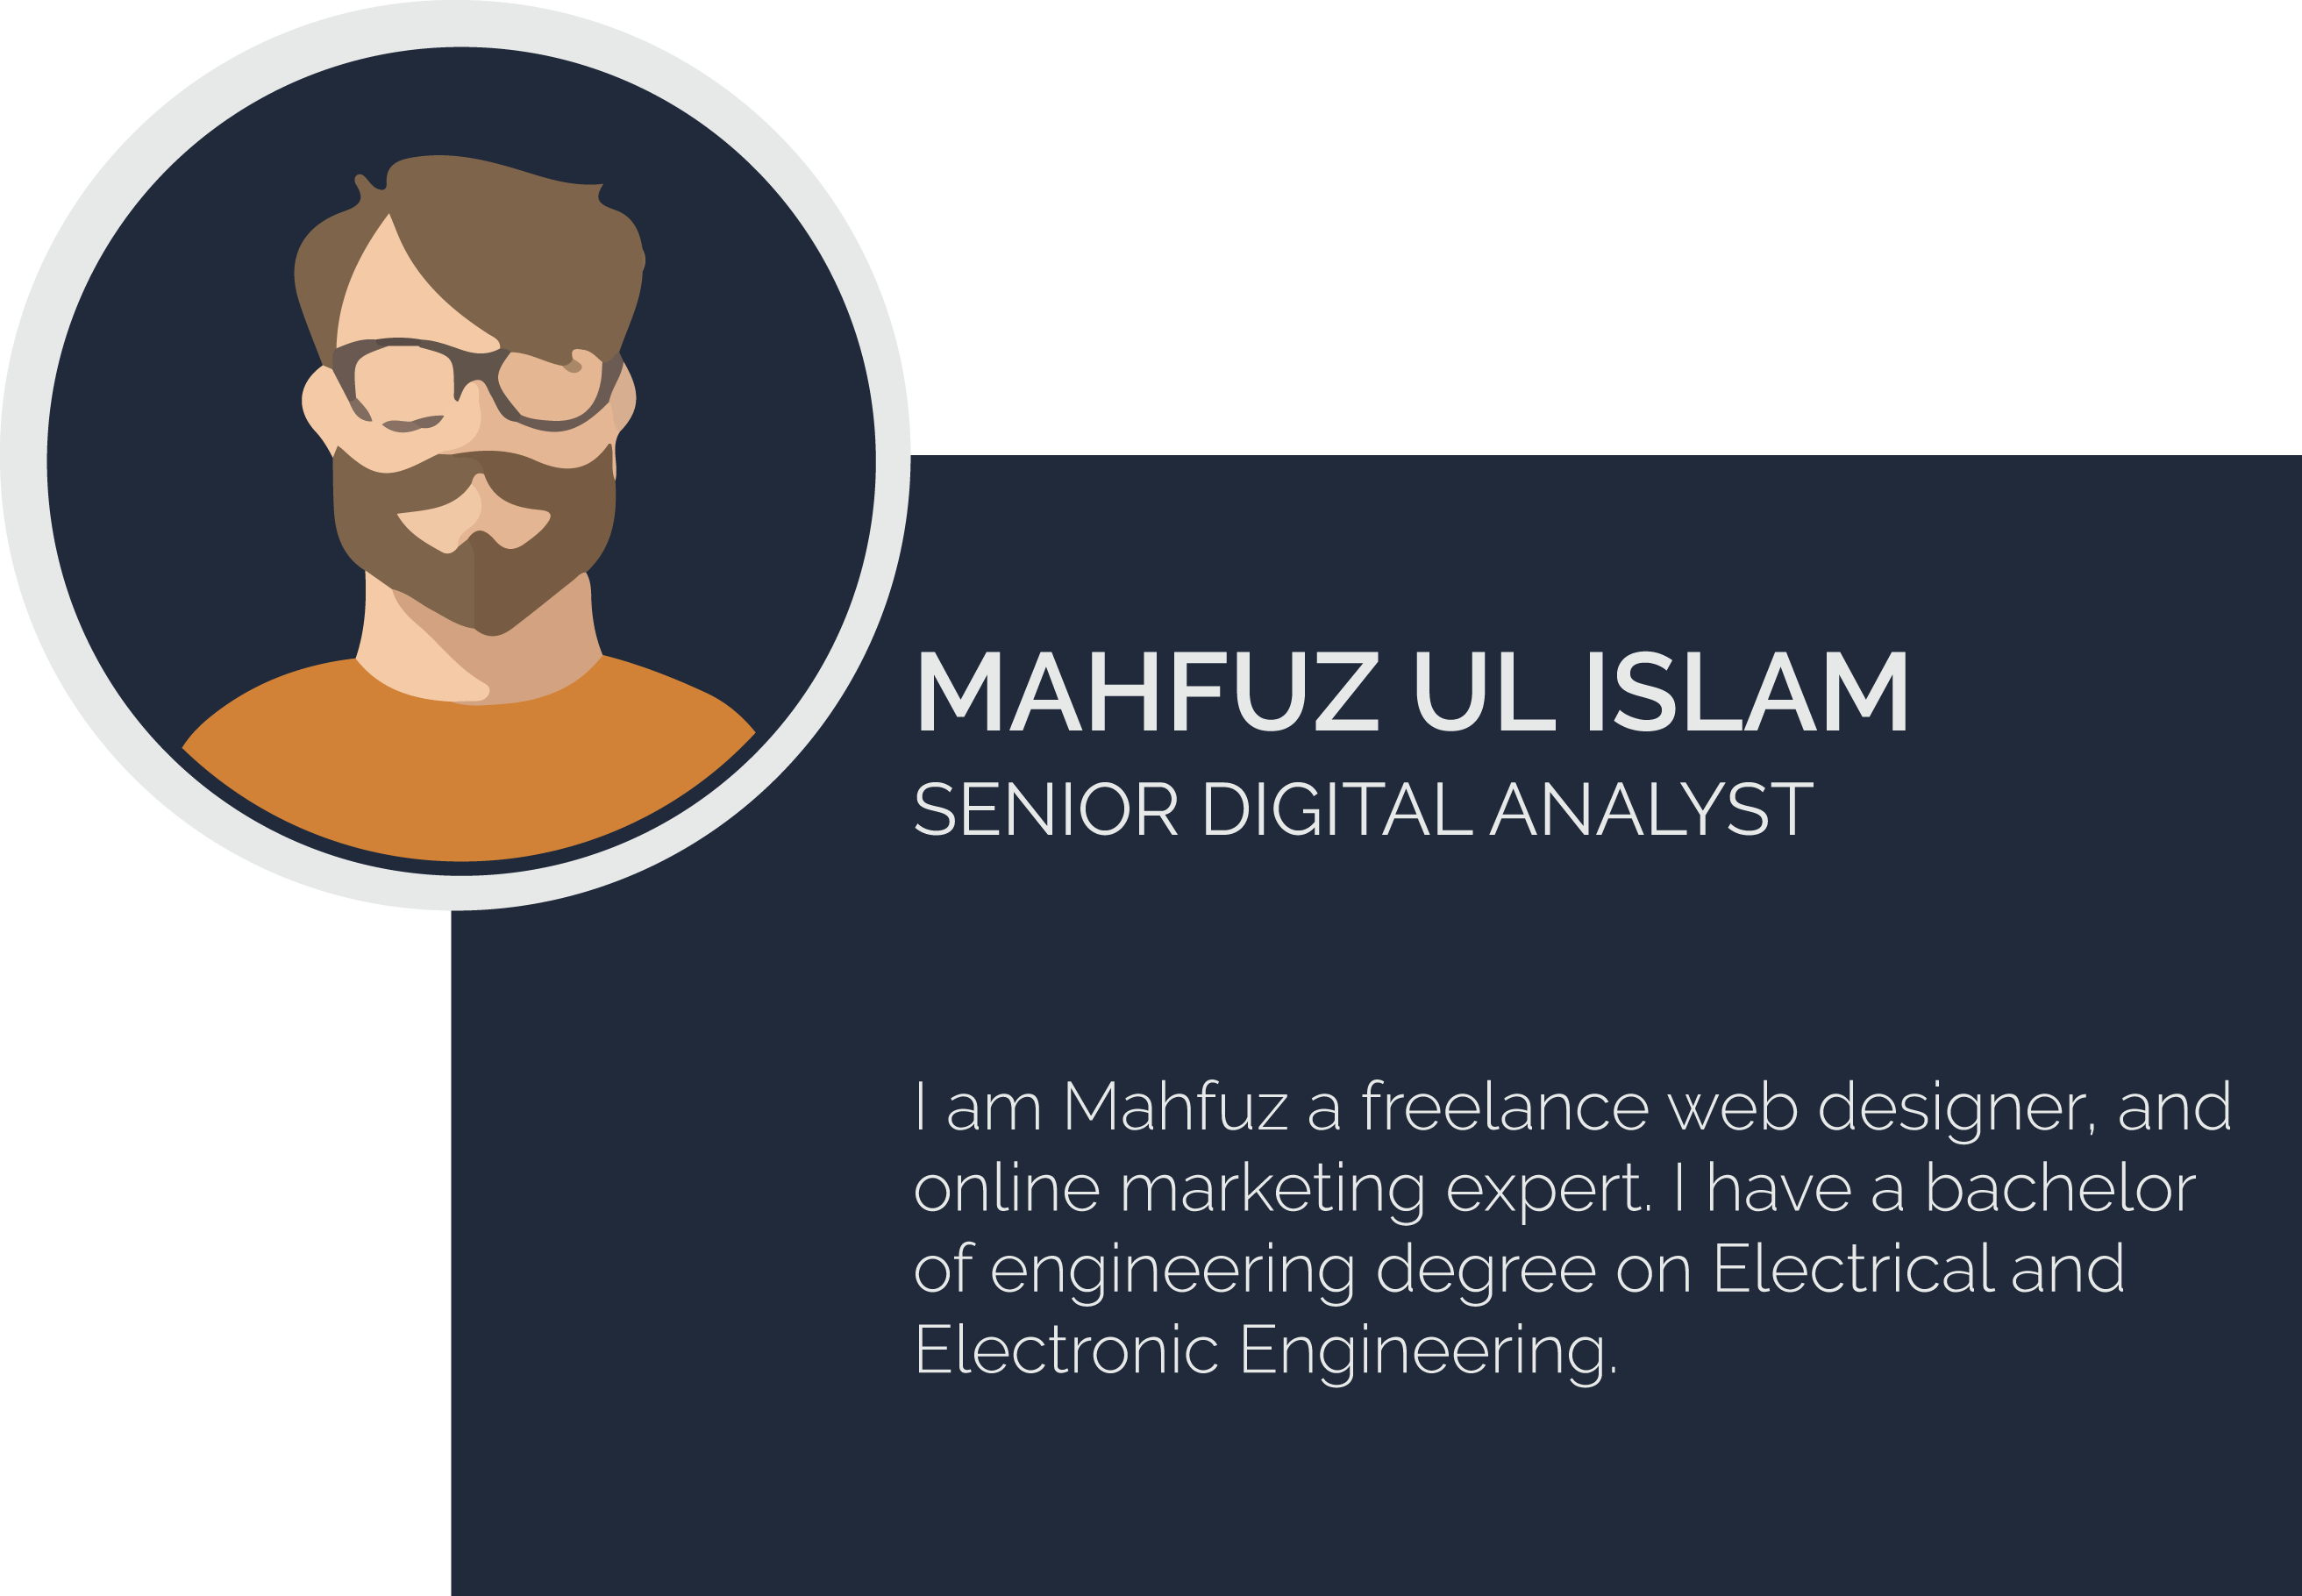 MAHFUZ UL ISLAM
SENIOR DIGITAL ANALYST
I am Mahfuz a freelance web designer, and
online marketing expert. I have a bachelor
of engineering degree on Electrical and
Electronic Engineering.